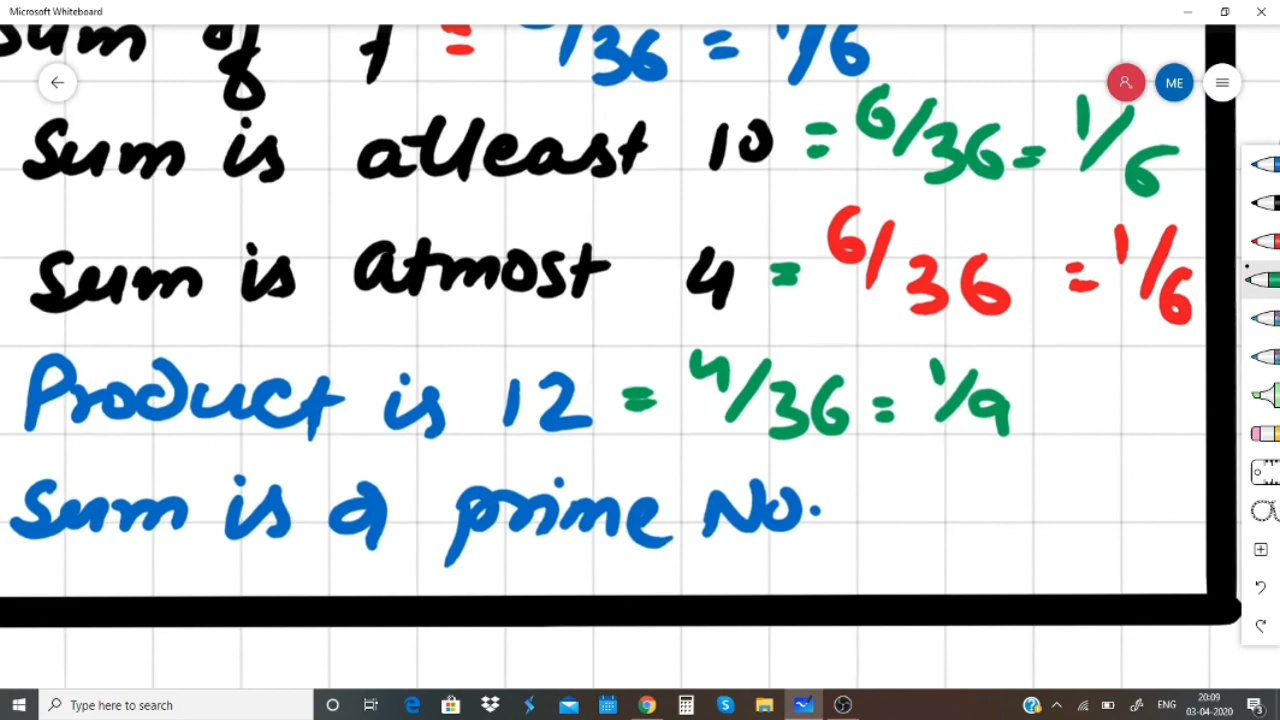 Microsoft Whiteboard
Sum of 7 = 6/36 = 1/6
ME
Sum is atleast 10 = 6/36 = 1/6
Sum is atmost 4 = 6/36 = 1/6
Product is 12 = 4/36 = 1/9
Sum is a prime No.
Type here to search
ENG
20:09
03-04-2020
3